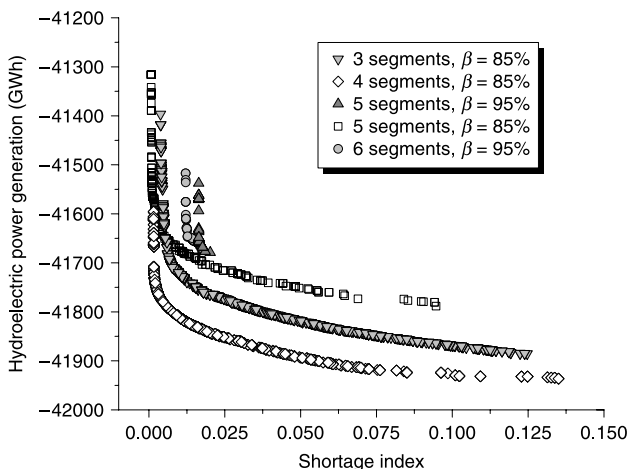 Hydroelectric power generation (GWh)
−41200
−41300
−41400
−41500
−41600
−41700
−41800
−41900
−42000
3 segments, β = 85%
4 segments, β = 85%
5 segments, β = 95%
5 segments, β = 85%
6 segments, β = 95%
0.000 0.025 0.050 0.075 0.100 0.125 0.150
Shortage index